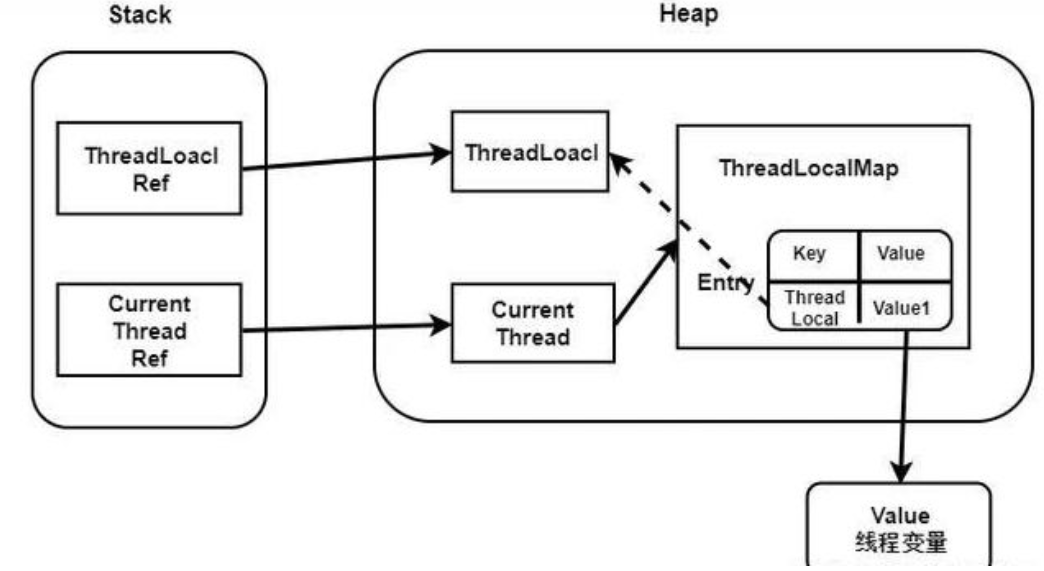 Stack
Heap
ThreadLoacl
Ref
ThreadLoacl
ThreadLocalMap
Key
Value
Entry
Thread
Local
Value1
Current
Thread
Ref
Current
Thread
Value
线程变量